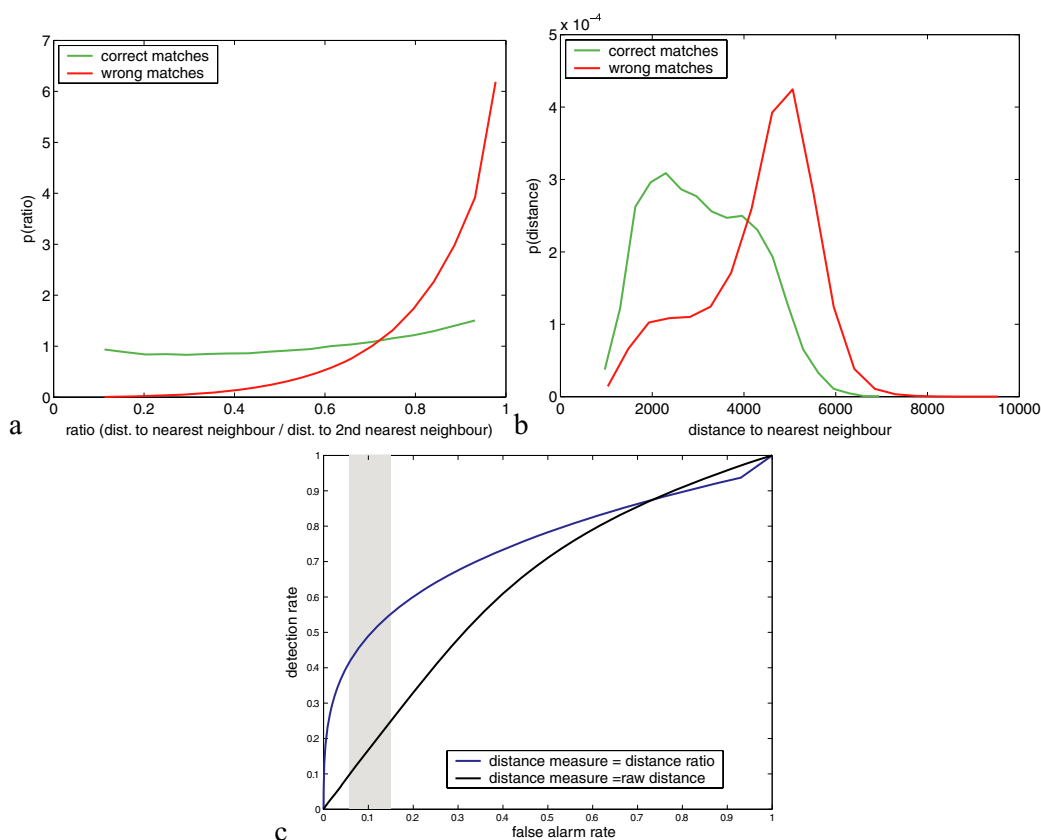 7
6
5
4
3
2
1
0
p(ratio)
correct matches
wrong matches
0 0.2 0.4 0.6 0.8 1
ratio (dist. to nearest neighbour / dist. to 2nd nearest neighbour)
a
5 x 10⁻⁴
4
3
2
1
0
p(distance)
correct matches
wrong matches
0 2000 4000 6000 8000 10000
distance to nearest neighbour
b
1
0.9
0.8
0.7
0.6
0.5
0.4
0.3
0.2
0.1
0
detection rate
distance measure = distance ratio
distance measure =raw distance
0 0.1 0.2 0.3 0.4 0.5 0.6 0.7 0.8 0.9 1
false alarm rate
c